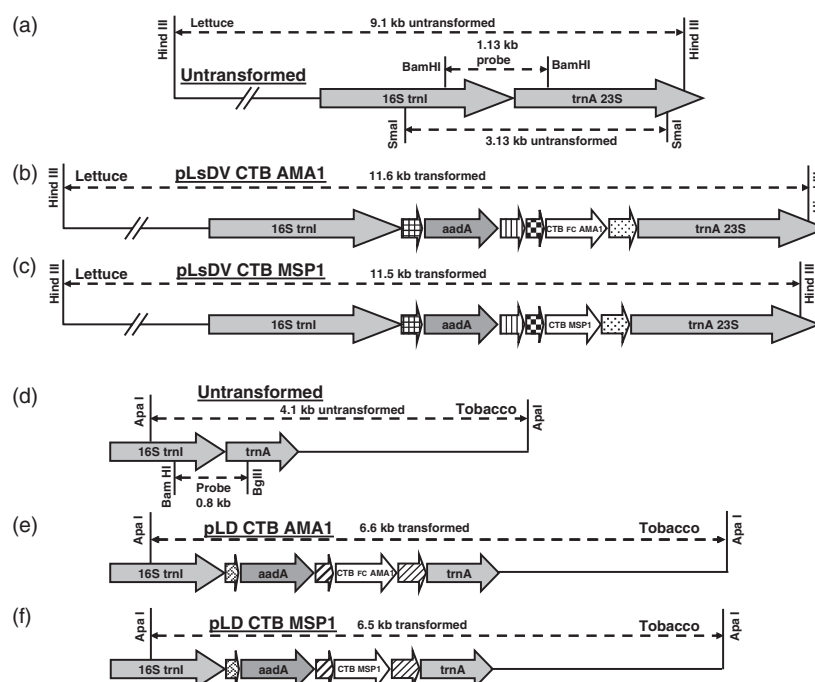 (a)
Hind III
Lettuce
9.1 kb untransformed
Hind III
1.13 kb
probe
BamHI
BamHI
Untransformed
16S trnI
trnA 23S
SmaI
3.13 kb untransformed
SmaI
(b)
Hind III
pLsDV CTB AMA1
Lettuce
11.6 kb transformed
16S trnI
aadA
CTB FC AMA1
trnA 23S
(c)
Hind III
pLsDV CTB MSP1
Lettuce
11.5 kb transformed
Hind III
16S trnI
aadA
CTB MSP1
trnA 23S
(d)
Untransformed
Apa I
4.1 kb untransformed
Tobacco
ApaI
16S trnI
trnA
Bam HI
Probe
0.8 kb
BglII
(e)
Apa I
pLD CTB AMA1
6.6 kb transformed
Tobacco
Apa I
16S trnI
aadA
CTB FC AMA1
trnA
(f)
Apa I
pLD CTB MSP1
6.5 kb transformed
Tobacco
Apa I
16S trnI
aadA
CTB MSP1
trnA